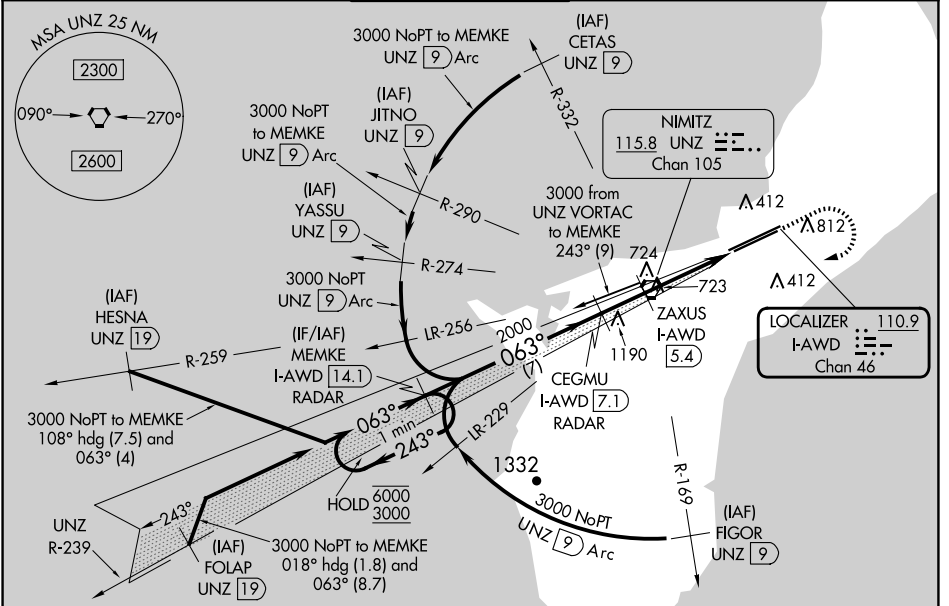 MSA UNZ 25 NM
2300
090°
270°
2600
3000 NoPT to MEMKE
UNZ 9 Arc
(IAF)
CETAS
UNZ 9
R-332
(IAF)
JITNO
UNZ 9
3000 NoPT
to MEMKE
UNZ 9 Arc
R-290
NIMITZ
115.8 UNZ
Chan 105
(IAF)
YASSU
UNZ 9
R-274
3000 from
UNZ VORTAC
to MEMKE
243° (9)
412
812
724
723
412
3000 NoPT
UNZ 9 Arc
(IAF)
HESNA
UNZ 19
R-259
LR-256
(IF/IAF)
MEMKE
I-AWD 14.1
RADAR
2000
063°
(7)
1190
ZAXUS
I-AWD
5.4
LOCALIZER 110.9
I-AWD
Chan 46
CEGMU
I-AWD 7.1
RADAR
3000 NoPT to MEMKE
108° hdg (7.5) and
063° (4)
063°
1 min
243°
LR-229
R-169
1332
HOLD 6000
3000
3000 NoPT
UNZ 9 Arc
(IAF)
FIGOR
UNZ 9
243°
UNZ
R-239
(IAF)
FOLAP
UNZ 19
3000 NoPT to MEMKE
018° hdg (1.8) and
063° (8.7)